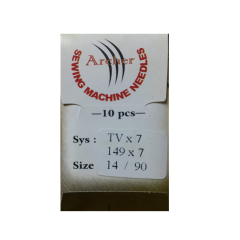 Archer
SEWING MACHINE NEEDLES
—10 pcs—
Sys : TV x 7
149 x 7
Size 14 / 90